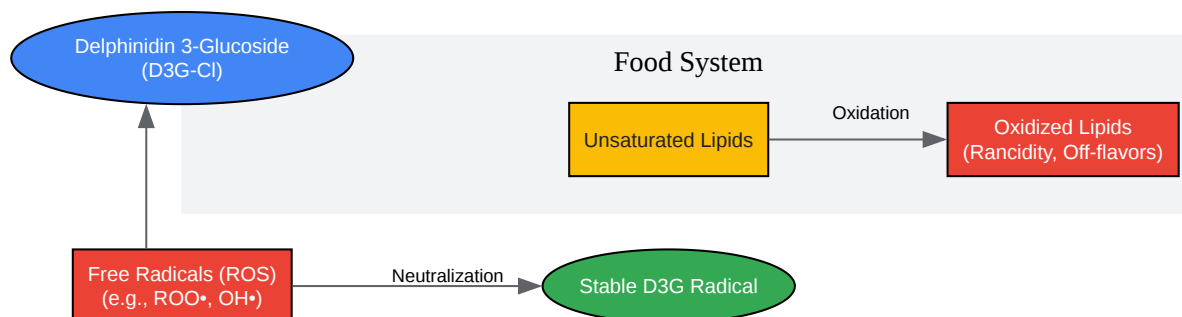 Delphinidin 3-Glucoside
(D3G-Cl)
Food System
Unsaturated Lipids
Oxidation
Oxidized Lipids
(Rancidity, Off-flavors)
Free Radicals (ROS)
(e.g., ROO•, OH•)
Neutralization
Stable D3G Radical